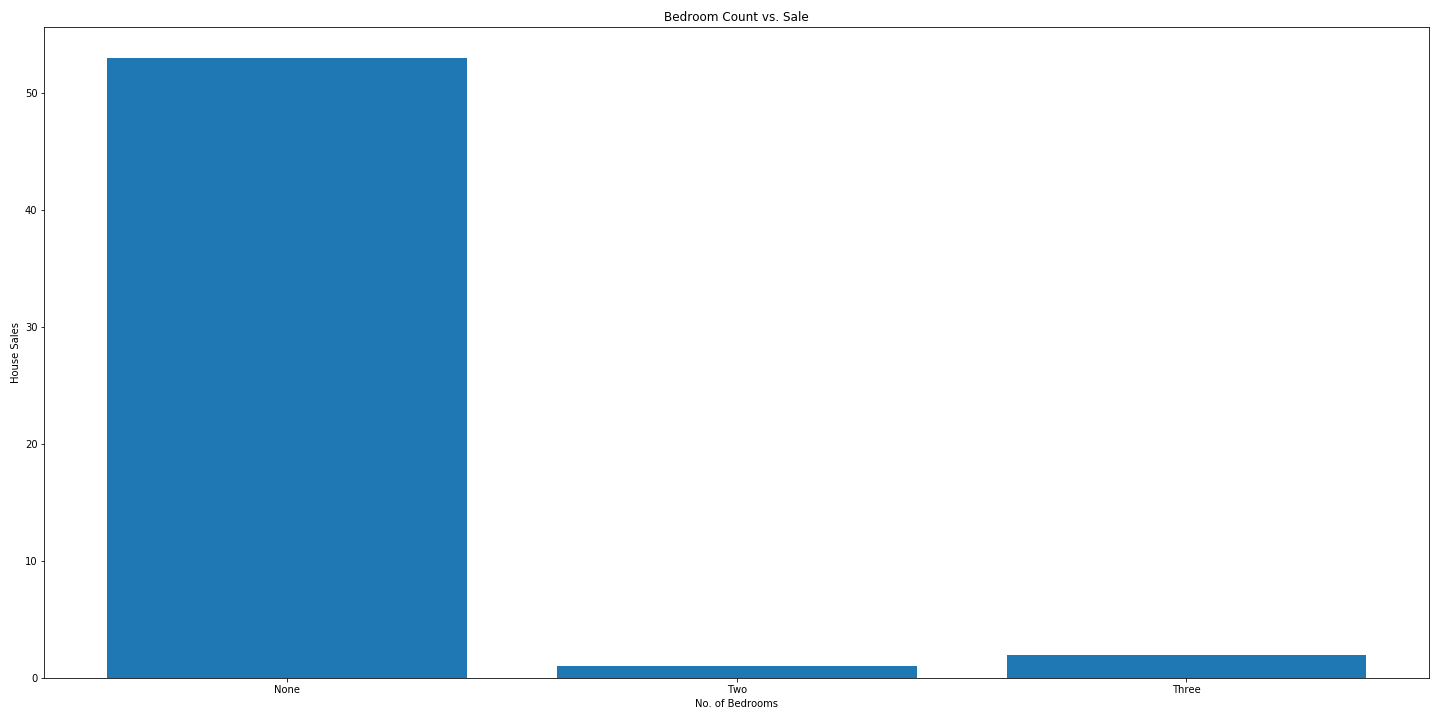 Bedroom Count vs. Sale
50
40
30
20
10
0
House Sales
None
Two
Three
No. of Bedrooms